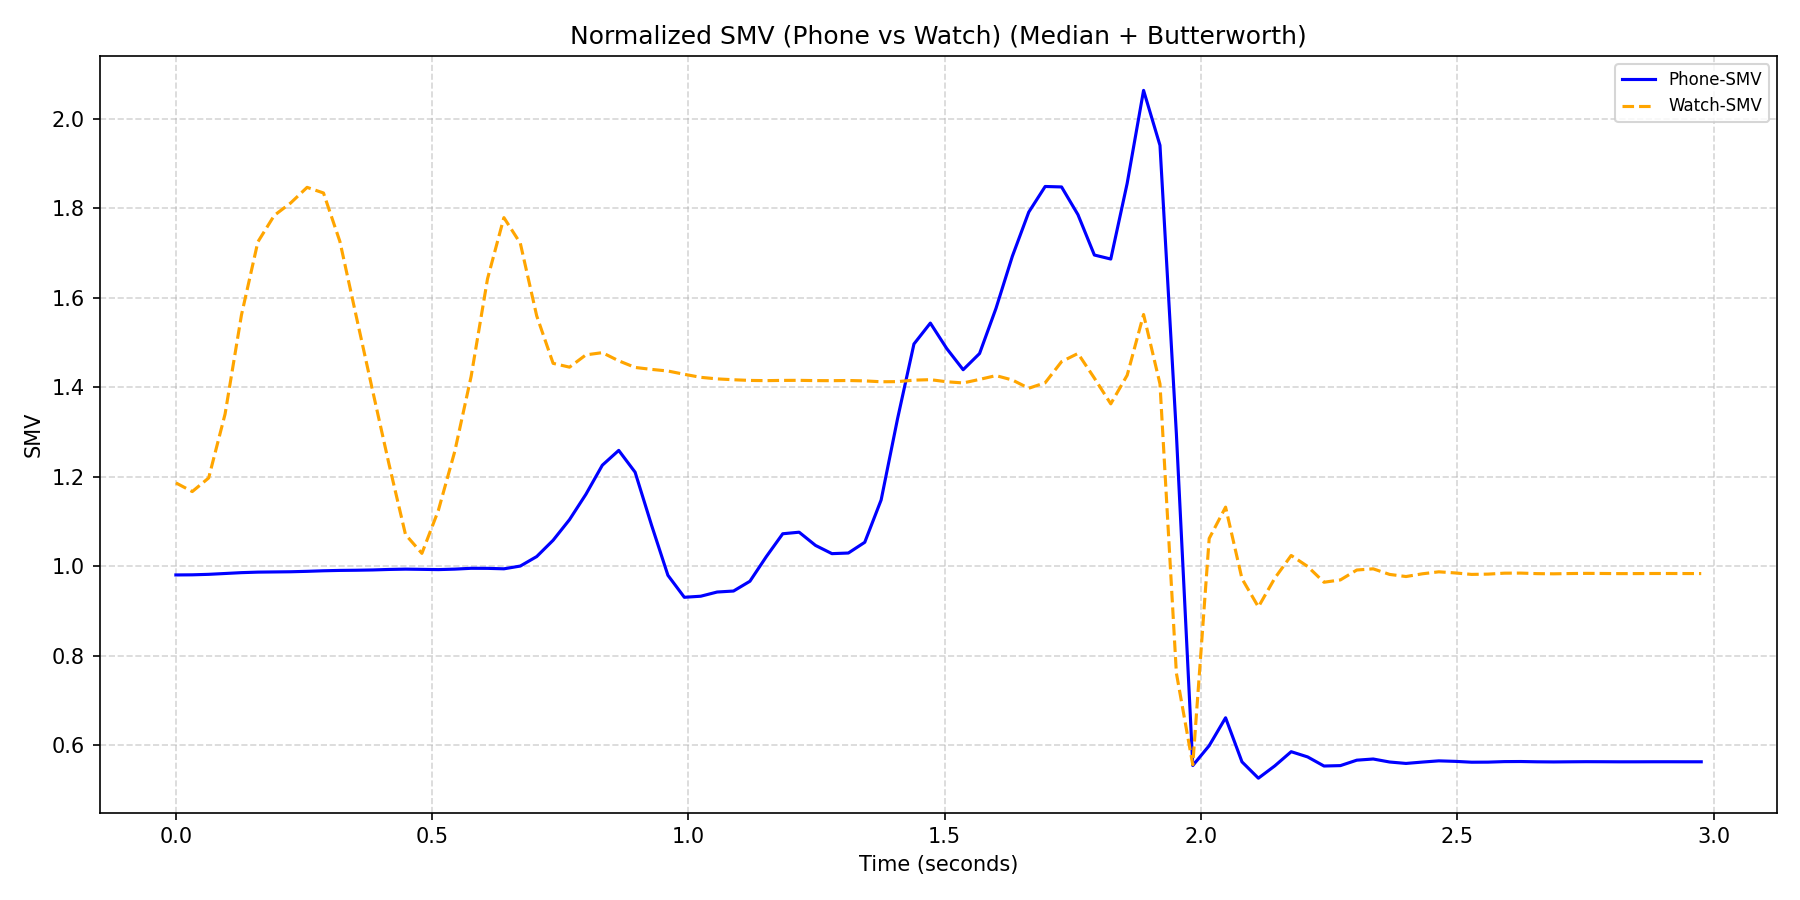 Normalized SMV (Phone vs Watch) (Median + Butterworth)
Phone-SMV
Watch-SMV
SMV
2.0
1.8
1.6
1.4
1.2
1.0
0.8
0.6
0.0 0.5 1.0 1.5 2.0 2.5 3.0
Time (seconds)